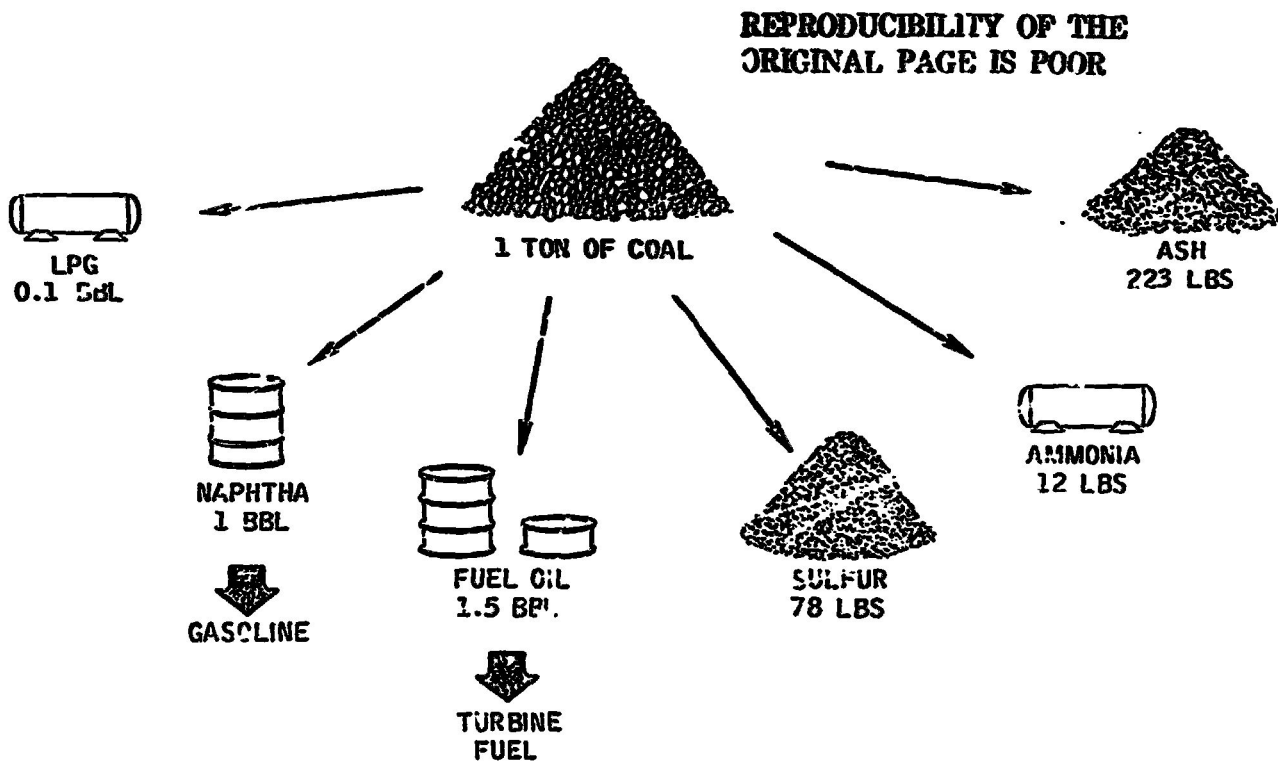 REPRODUCIBILITY OF THE
ORIGINAL PAGE IS POOR
1 TON OF COAL
LPG
0.1 BBL
ASH
223 LBS
NAPHTHA
1 BBL
GASOLINE
FUEL OIL
1.5 BBL
TURBINE
FUEL
SULFUR
78 LBS
AMMONIA
12 LBS